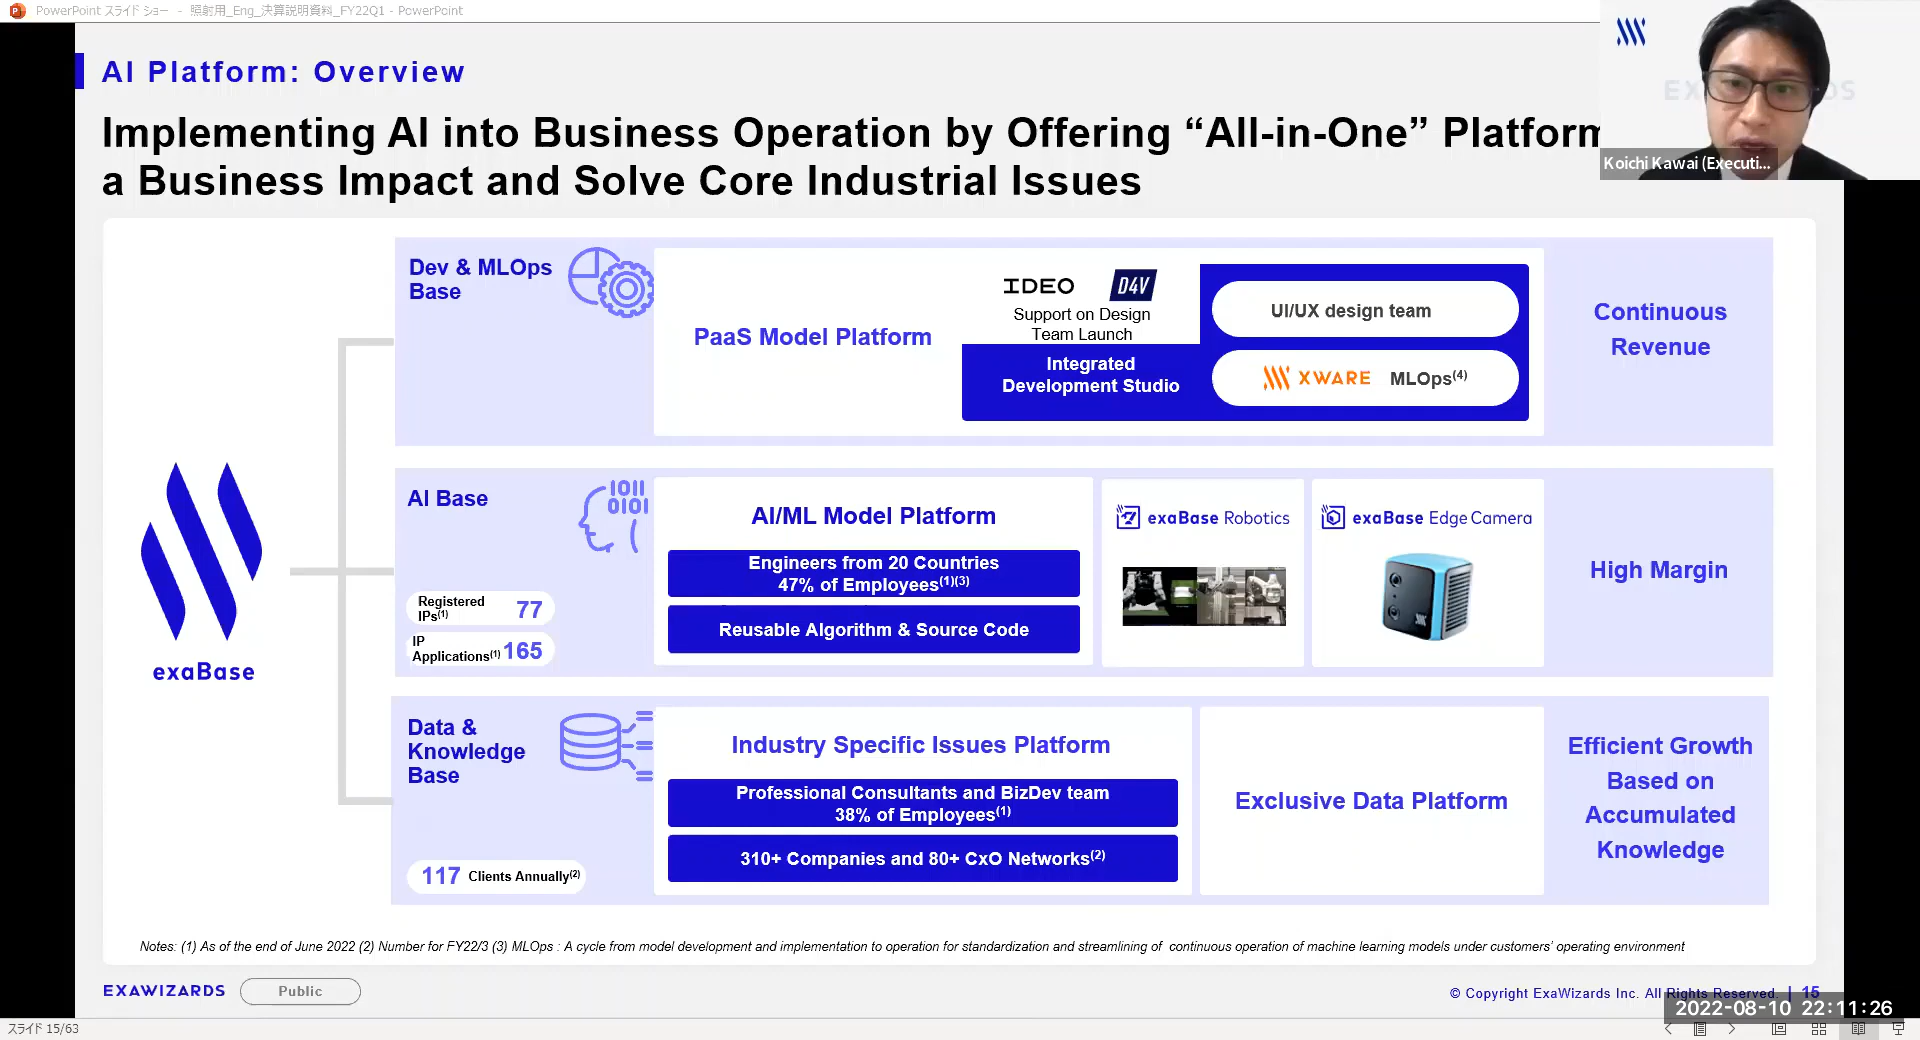 PowerPoint スライド ショー - 照射用_Eng_決算説明資料_FY22Q1 - PowerPoint
AI Platform: Overview
Implementing AI into Business Operation by Offering “All-in-One” Platform
a Business Impact and Solve Core Industrial Issues
Koichi Kawai (Executi...
Dev & MLOps
Base
PaaS Model Platform
IDEO
D4V
Support on Design
Team Launch
Integrated
Development Studio
UI/UX design team
XWARE MLOps(4)
Continuous
Revenue
AI Base
1011
0101
Registered
IPs(1)
77
IP
Applications(1)
165
AI/ML Model Platform
Engineers from 20 Countries
47% of Employees(1)(3)
Reusable Algorithm & Source Code
exaBase Robotics
exaBase Edge Camera
High Margin
exaBase
Data &
Knowledge
Base
117 Clients Annually(2)
Industry Specific Issues Platform
Professional Consultants and BizDev team
38% of Employees(1)
310+ Companies and 80+ CxO Networks(2)
Exclusive Data Platform
Efficient Growth
Based on
Accumulated
Knowledge
Notes: (1) As of the end of June 2022 (2) Number for FY22/3 (3) MLOps : A cycle from model development and implementation to operation for standardization and streamlining of continuous operation of machine learning models under customers' operating environment
EXAWIZARDS
Public
© Copyright ExaWizards Inc. All Rights Reserved. | 15
2022-08-10 22:11:26
スライド 15/63